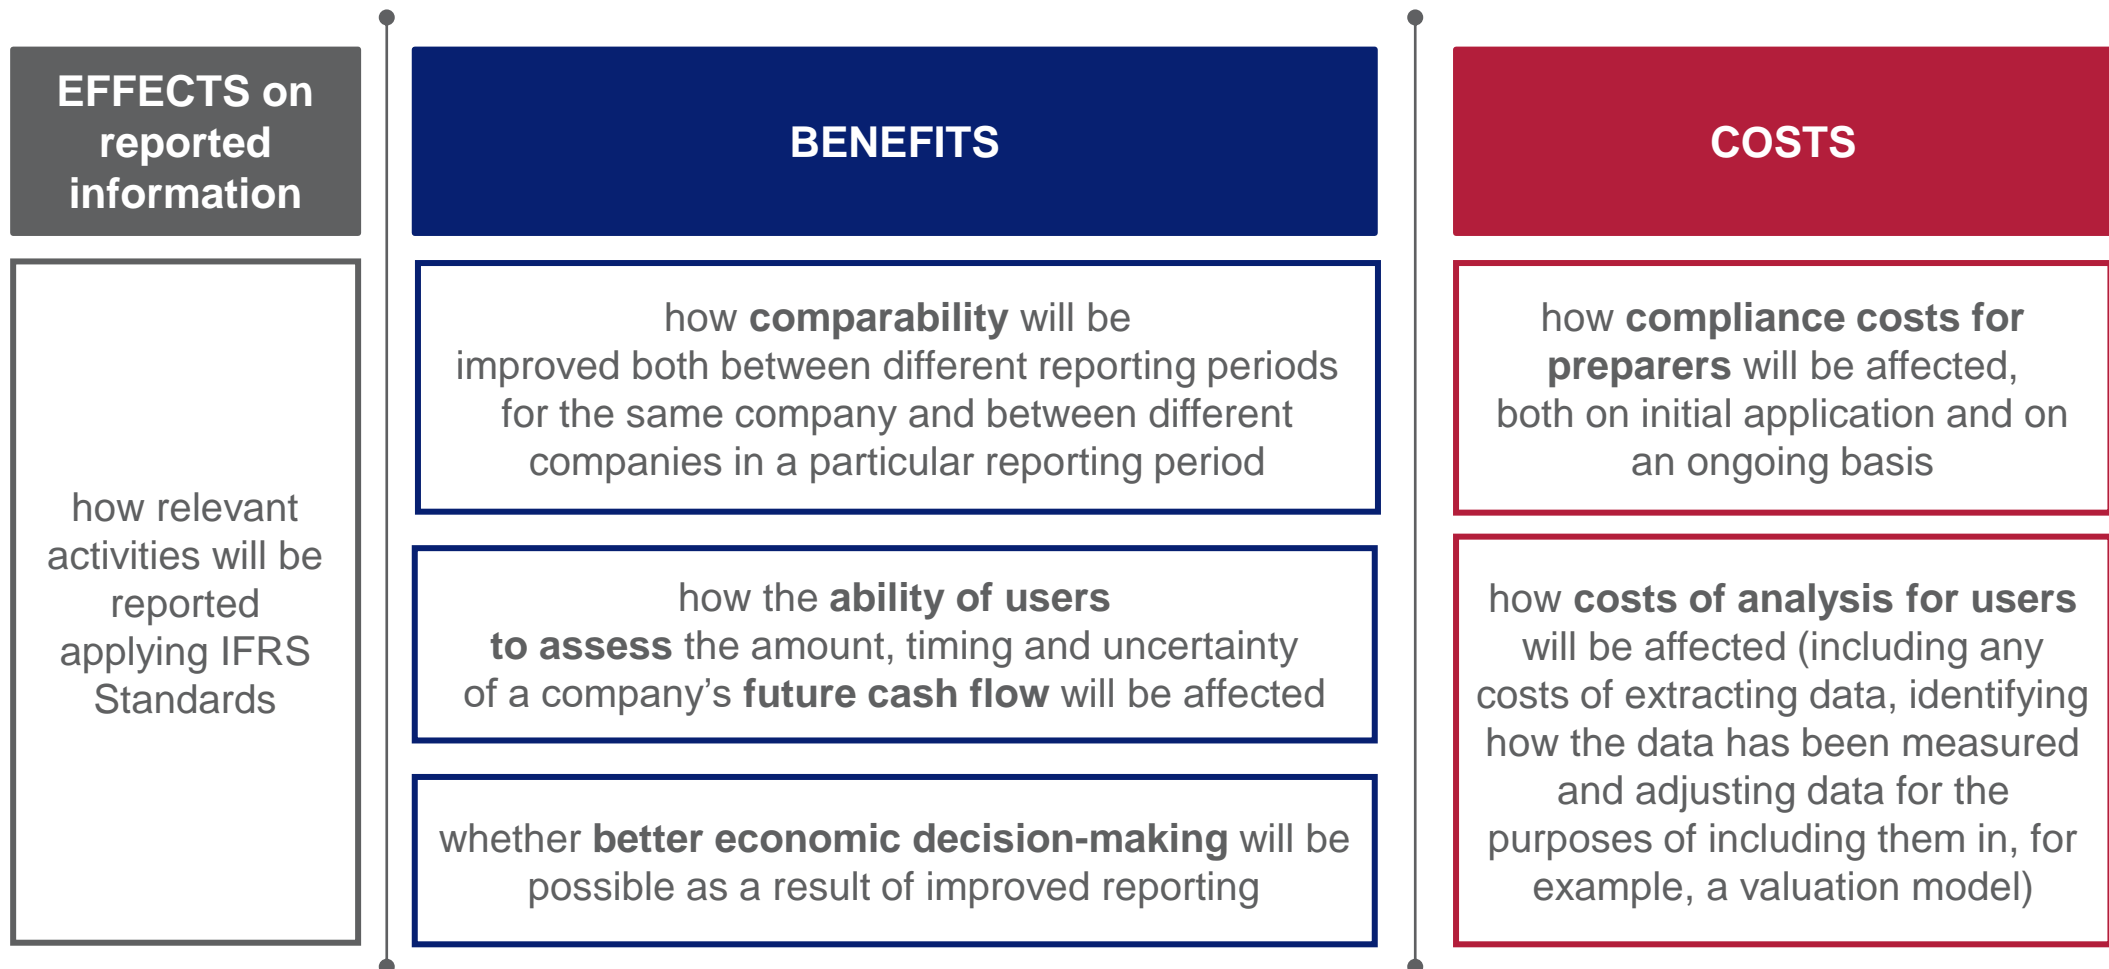 EFFECTS on
reported
information
how relevant
activities will be
reported
applying IFRS
Standards
BENEFITS
how comparability will be
improved both between different reporting periods
for the same company and between different
companies in a particular reporting period
how the ability of users
to assess the amount, timing and uncertainty
of a company’s future cash flow will be affected
whether better economic decision-making will be
possible as a result of improved reporting
COSTS
how compliance costs for
preparers will be affected,
both on initial application and on
an ongoing basis
how costs of analysis for users
will be affected (including any
costs of extracting data, identifying
how the data has been measured
and adjusting data for the
purposes of including them in, for
example, a valuation model)